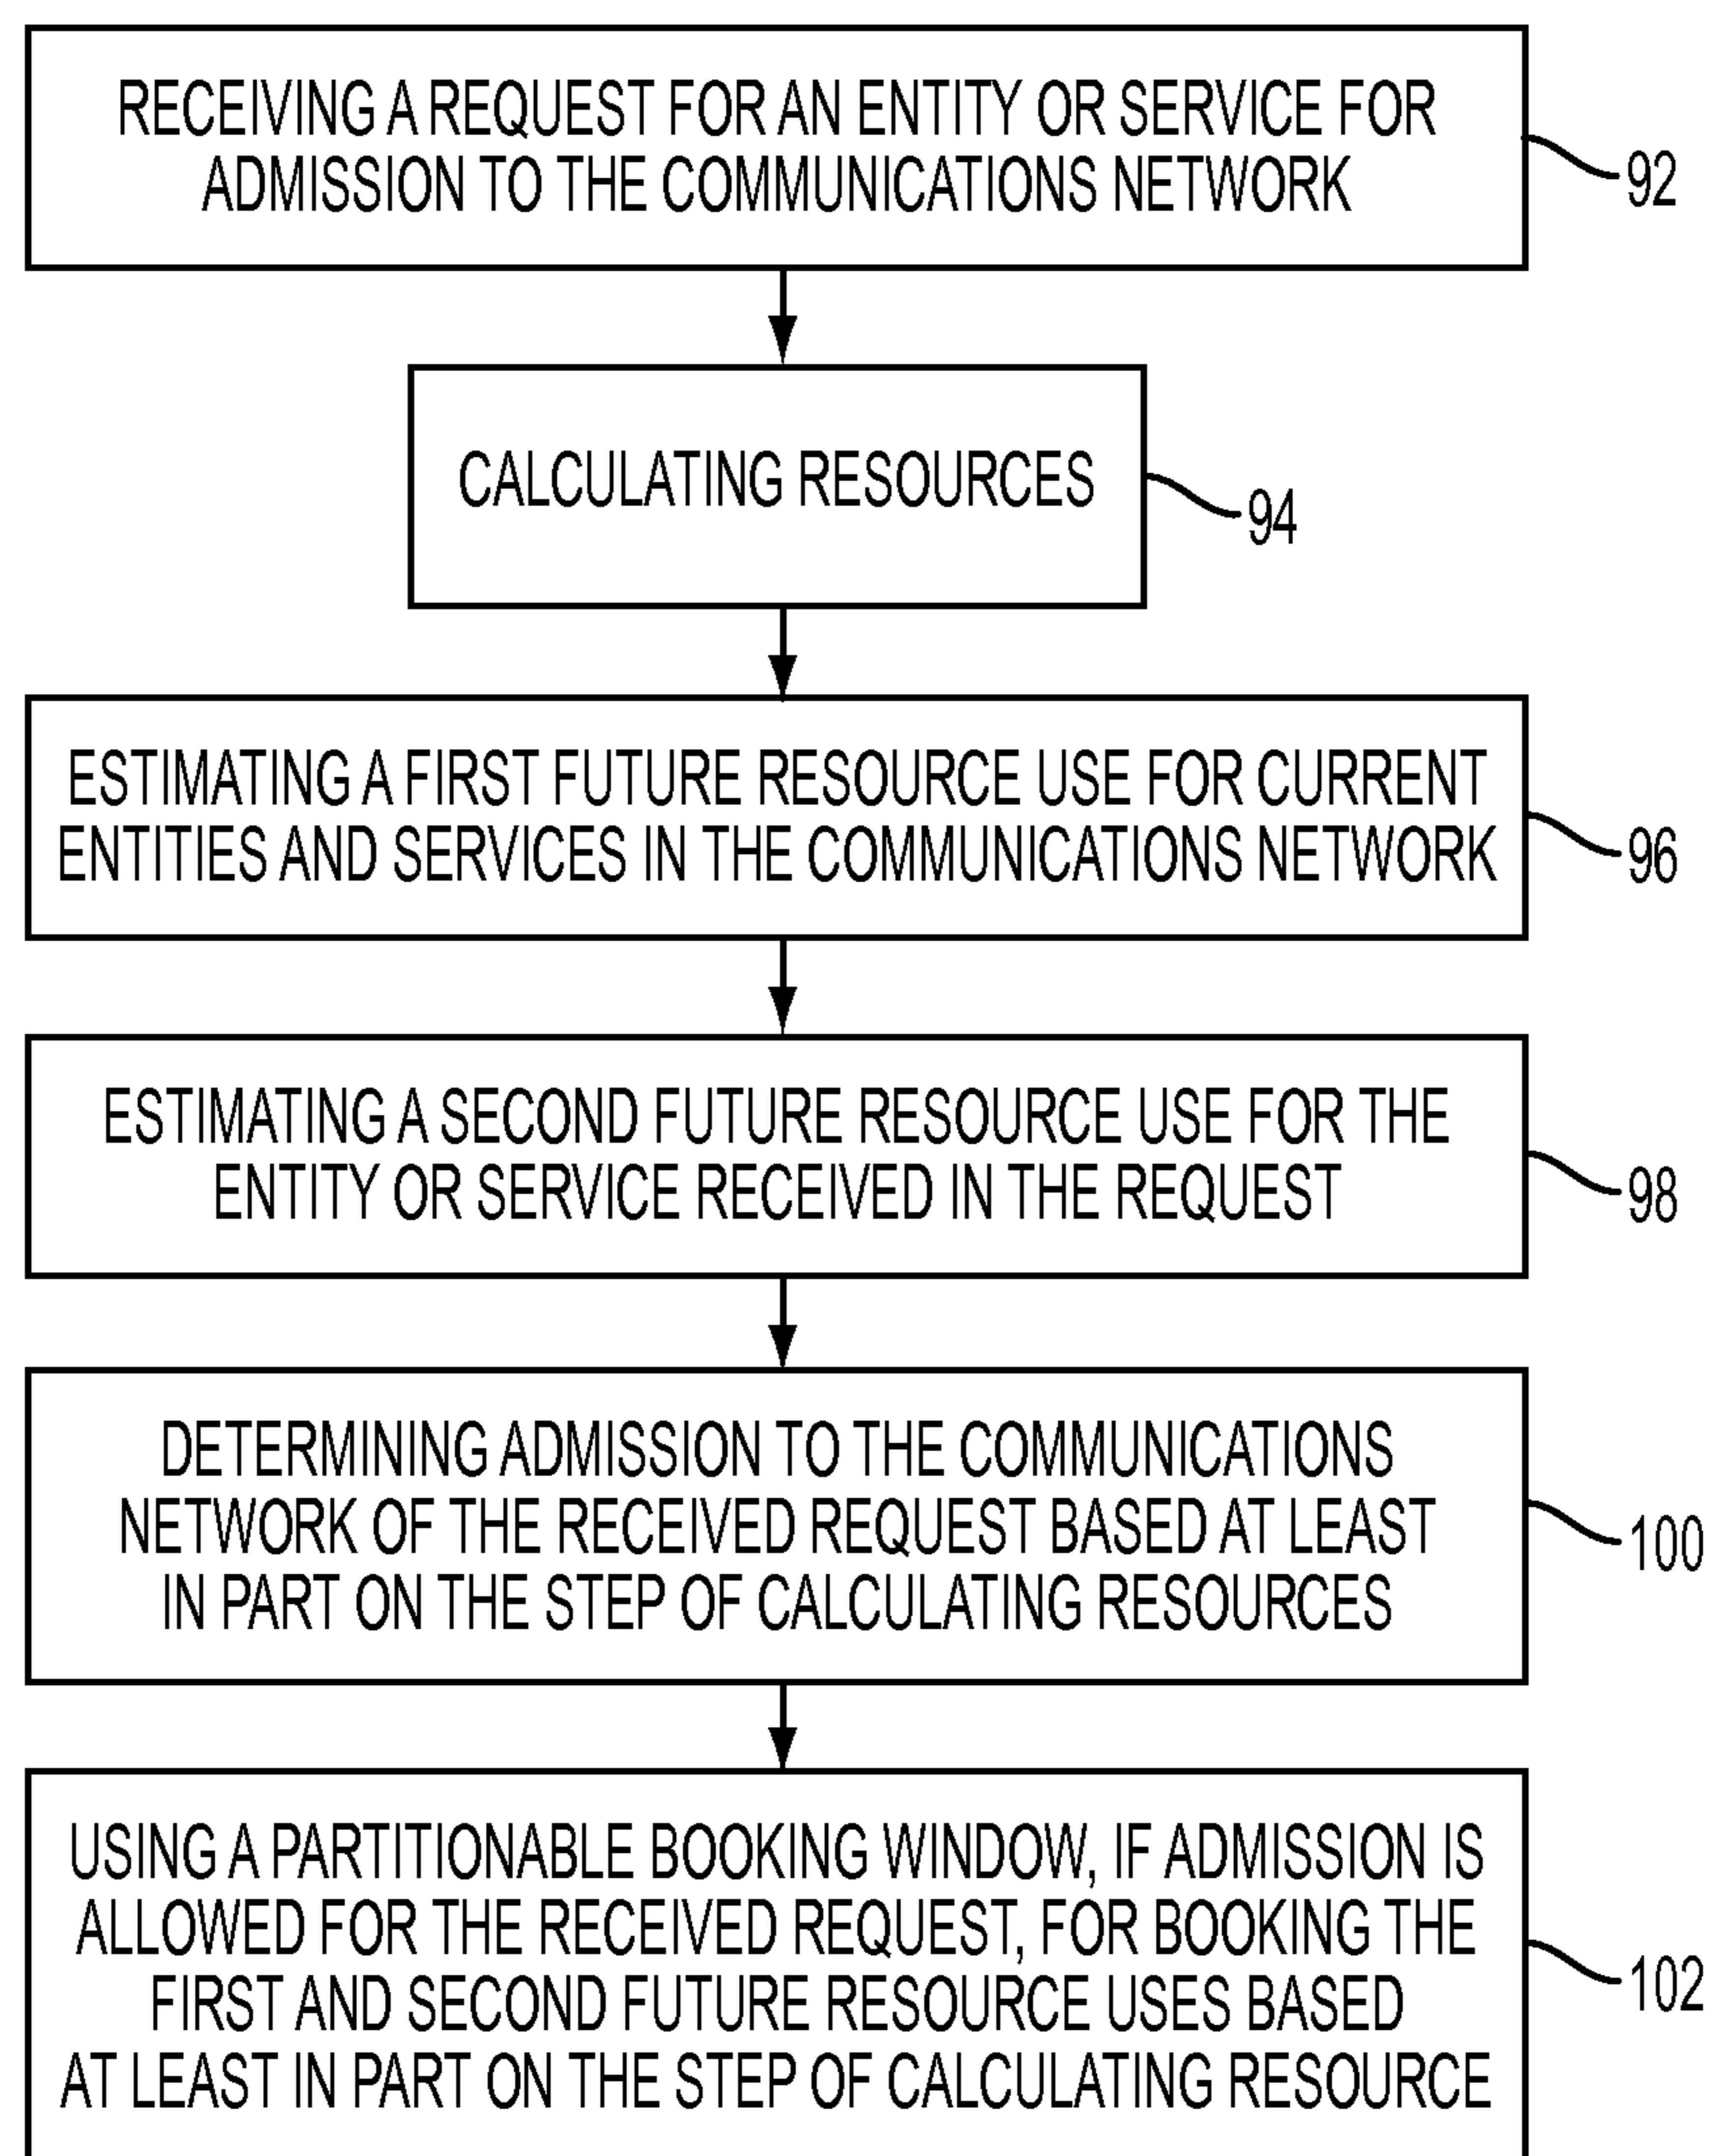 RECEIVING A REQUEST FOR AN ENTITY OR SERVICE FOR
ADMISSION TO THE COMMUNICATIONS NETWORK
92
CALCULATING RESOURCES
94
ESTIMATING A FIRST FUTURE RESOURCE USE FOR CURRENT
ENTITIES AND SERVICES IN THE COMMUNICATIONS NETWORK
96
ESTIMATING A SECOND FUTURE RESOURCE USE FOR THE
ENTITY OR SERVICE RECEIVED IN THE REQUEST
98
DETERMINING ADMISSION TO THE COMMUNICATIONS
NETWORK OF THE RECEIVED REQUEST BASED AT LEAST
IN PART ON THE STEP OF CALCULATING RESOURCES
100
USING A PARTITIONABLE BOOKING WINDOW, IF ADMISSION IS
ALLOWED FOR THE RECEIVED REQUEST, FOR BOOKING THE
FIRST AND SECOND FUTURE RESOURCE USES BASED
AT LEAST IN PART ON THE STEP OF CALCULATING RESOURCE
102